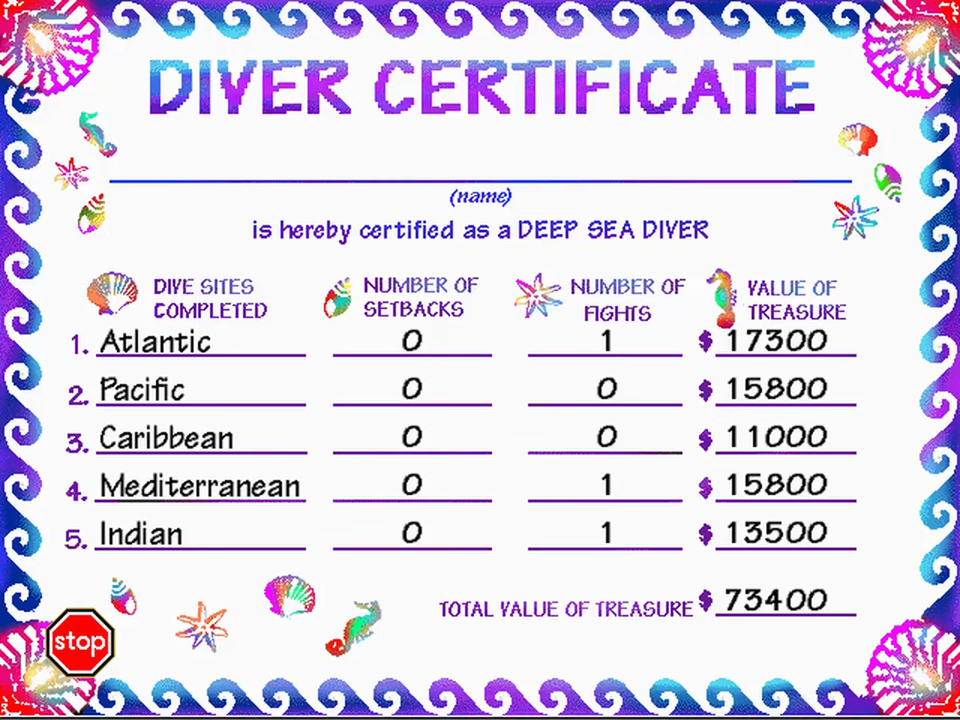 DIVER CERTIFICATE
(name)
is hereby certified as a DEEP SEA DIVER
DIVE SITES COMPLETED NUMBER OF SETBACKS NUMBER OF FIGHTS VALUE OF TREASURE
1. Atlantic 0 1 $ 17300
2. Pacific 0 0 $ 15800
3. Caribbean 0 0 $ 11000
4. Mediterranean 0 1 $ 15800
5. Indian 0 1 $ 13500
TOTAL VALUE OF TREASURE $ 73400
stop